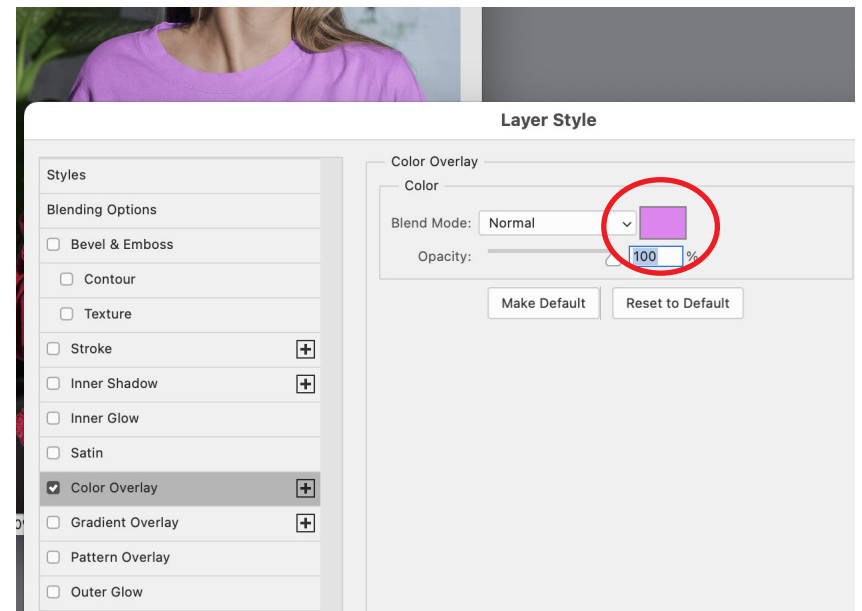 Layer Style
Styles
Blending Options
Bevel & Emboss
Contour
Texture
Stroke
Inner Shadow
Inner Glow
Satin
Color Overlay
Gradient Overlay
Pattern Overlay
Outer Glow
Color Overlay
Color
Blend Mode: Normal
Opacity: 100 %
Make Default Reset to Default